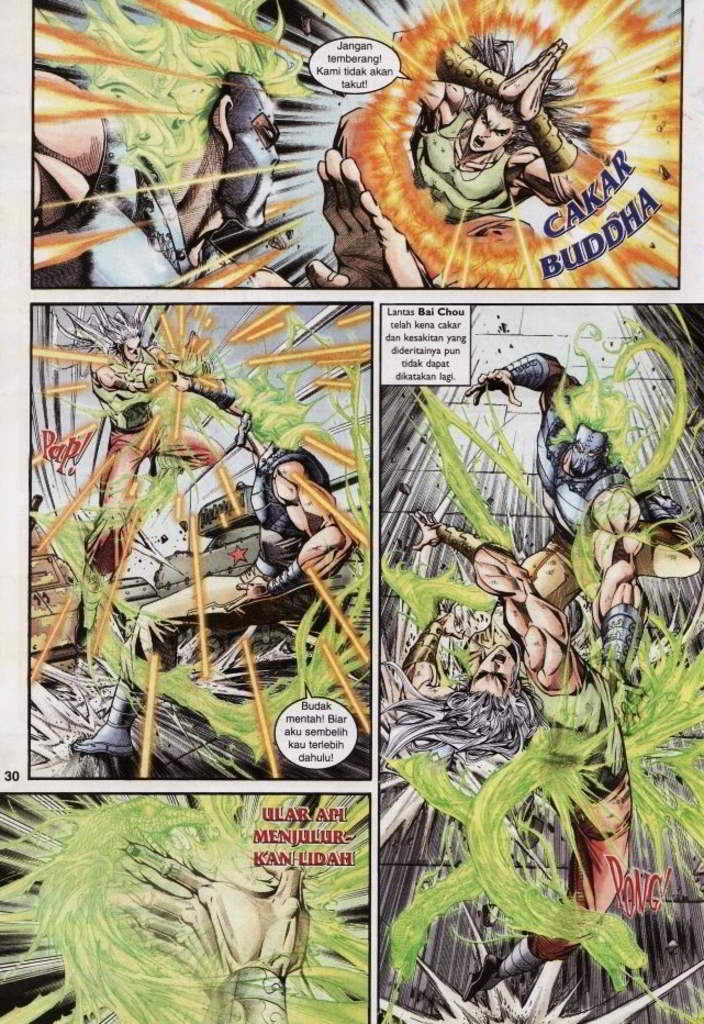 Jangan
temberang!
Kami tidak akan
takut!
CAKAR
BUDDHA
Lantas Bai Chou
telah kena cakar
dan kesakitan yang
dideritainya pun
tidak dapat
dikatakan lagi.
Pap!
Budak
mentah! Biar
aku sembelih
kau terlebih
dahulu!
30
ULAR API
MENJULUR-
KAN LIDAH
PONG!